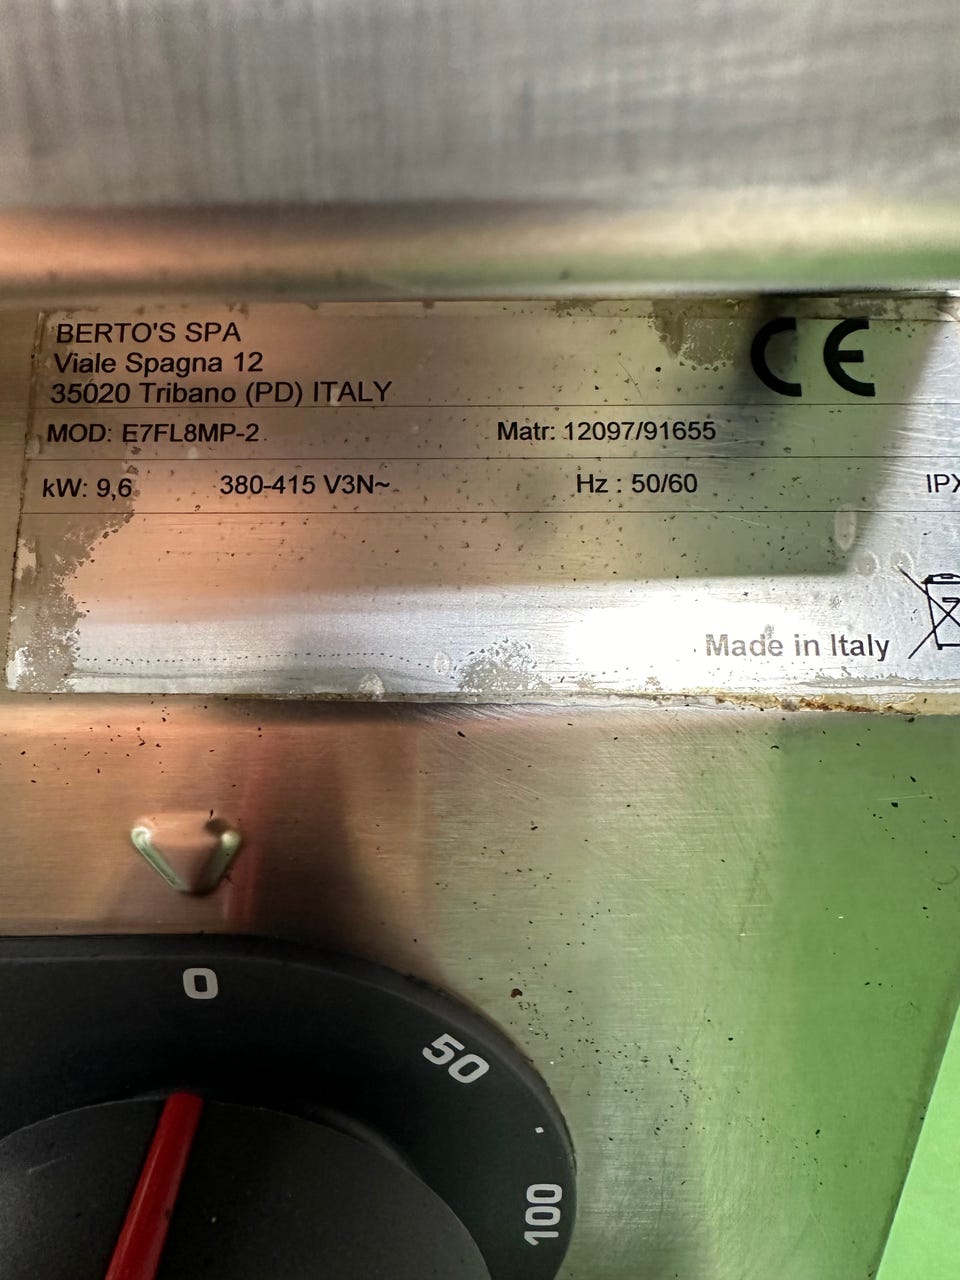 BERTO'S SPA
Viale Spagna 12
35020 Tribano (PD) ITALY
CE
MOD: E7FL8MP-2 Matr: 12097/91655
kW: 9,6 380-415 V3N~ Hz : 50/60 IPX
Made in Italy
0
50
100